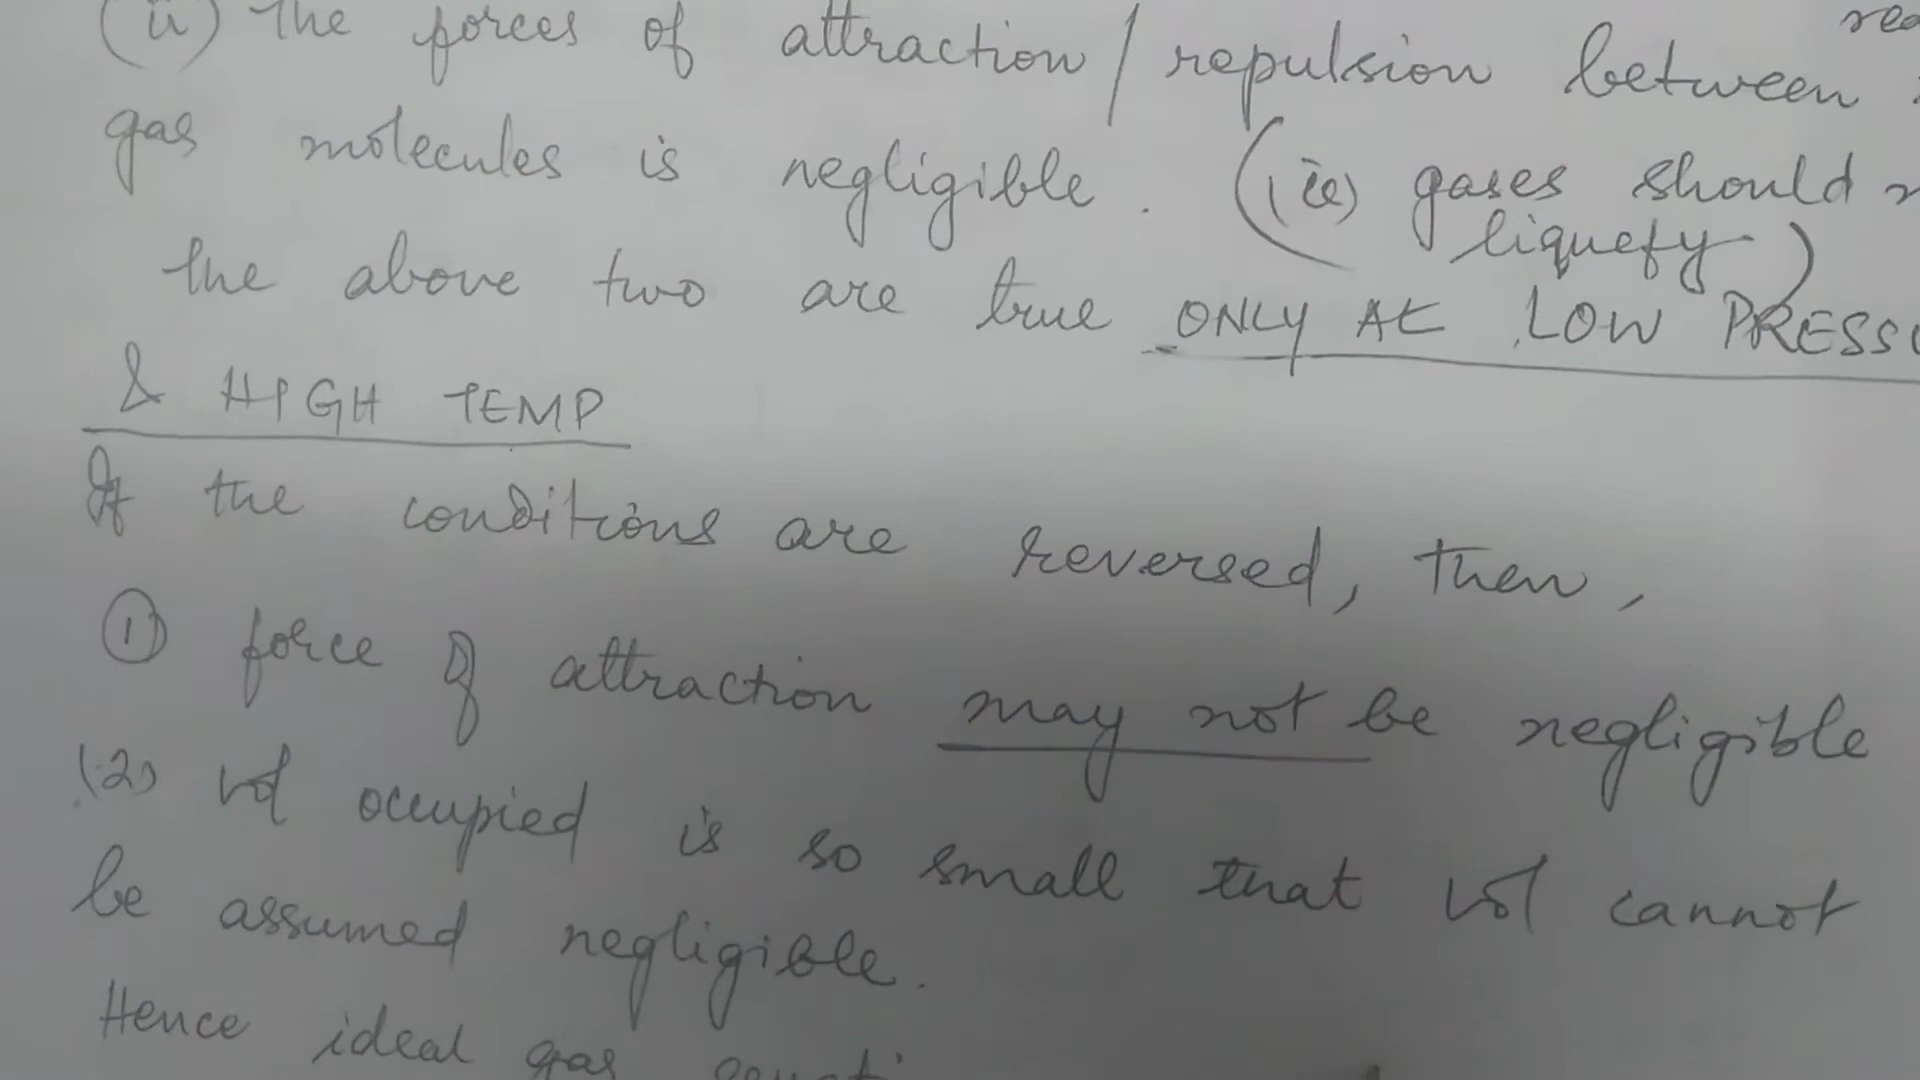 (ii) The forces of attraction / repulsion between
gas molecules is negligible. ((ie) gases should
liquefy)
The above two are true ONLY At LOW PRESS
& HIGH TEMP
If the conditions are reversed, then,
① force of attraction may not be negligible
(2) vol occupied is so small that vol cannot
be assumed negligible.
Hence ideal gas